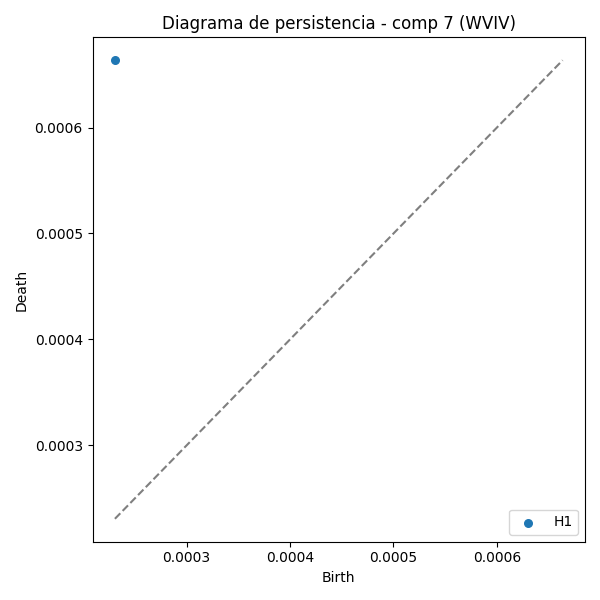 Diagrama de persistencia - comp 7 (WVIV)
0.0006
0.0005
0.0004
0.0003
Death
H1
0.0003 0.0004 0.0005 0.0006
Birth